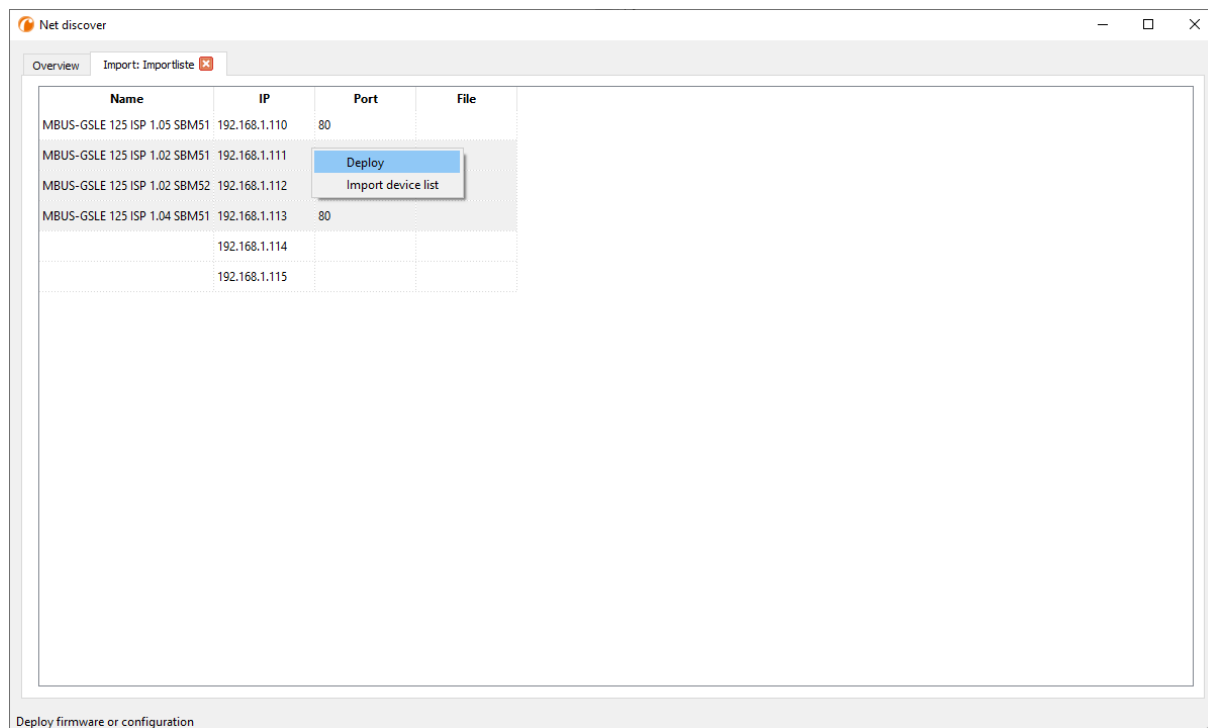 Net discover
Overview Import: Importliste
Name IP Port File
MBUS-GSLE 125 ISP 1.05 SBM51 192.168.1.110 80
MBUS-GSLE 125 ISP 1.02 SBM51 192.168.1.111
Deploy
MBUS-GSLE 125 ISP 1.02 SBM52 192.168.1.112
Import device list
MBUS-GSLE 125 ISP 1.04 SBM51 192.168.1.113 80
192.168.1.114
192.168.1.115
Deploy firmware or configuration